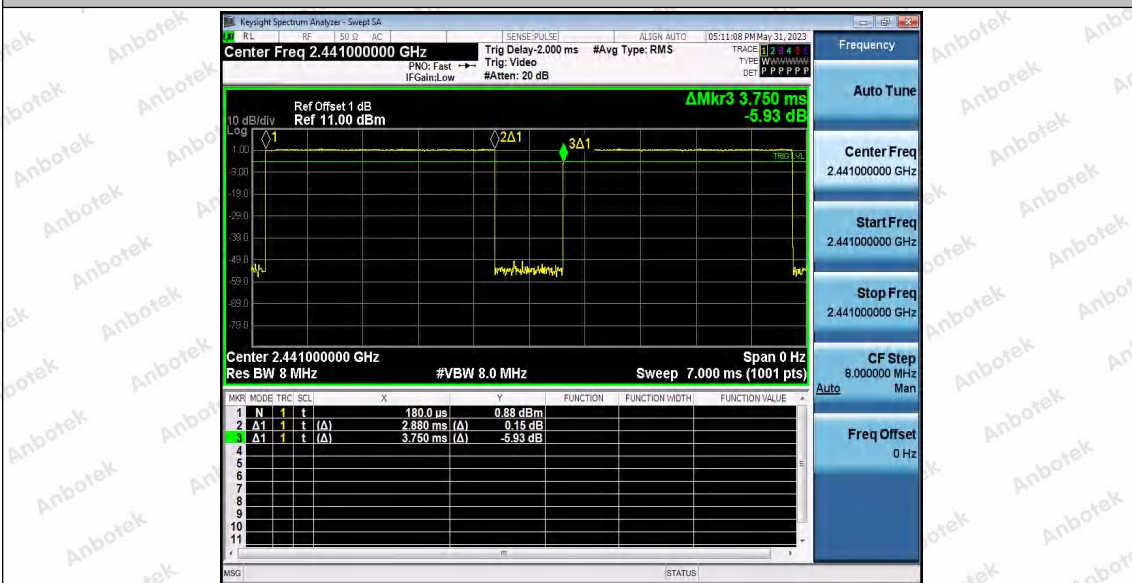 Keysight Spectrum Analyzer - Swept SA
RL RF 50 Ω AC SENSE:PULSE ALIGN AUTO 05:11:08 PM May 31, 2023
Center Freq 2.441000000 GHz Trig Delay-2.000 ms #Avg Type: RMS TRACE 1 2 3 4 5 6
PNO: Fast Trig: Video TYPE WWWWWW
IFGain:Low #Atten: 20 dB DET P P P P P P
Frequency
Auto Tune
ΔMkr3 3.750 ms
-5.93 dB
Ref Offset 1 dB
10 dB/div Ref 11.00 dBm
Log
1 2Δ1 3Δ1
TRIG LVL
1.00
-9.00
-19.0
-29.0
-39.0
-49.0
-59.0
-69.0
-79.0
Center 2.441000000 GHz Span 0 Hz
Res BW 8 MHz #VBW 8.0 MHz Sweep 7.000 ms (1001 pts)
Center Freq
2.441000000 GHz
Start Freq
2.441000000 GHz
Stop Freq
2.441000000 GHz
CF Step
8.000000 MHz
Auto Man
Freq Offset
0 Hz
MKR MODE TRC SCL X Y FUNCTION FUNCTION WIDTH FUNCTION VALUE
1 N 1 t 180.0 µs 0.88 dBm
2 Δ1 1 t (Δ) 2.880 ms (Δ) 0.15 dB
3 Δ1 1 t (Δ) 3.750 ms (Δ) -5.93 dB
4
5
6
7
8
9
10
11
MSG STATUS
Anbotek